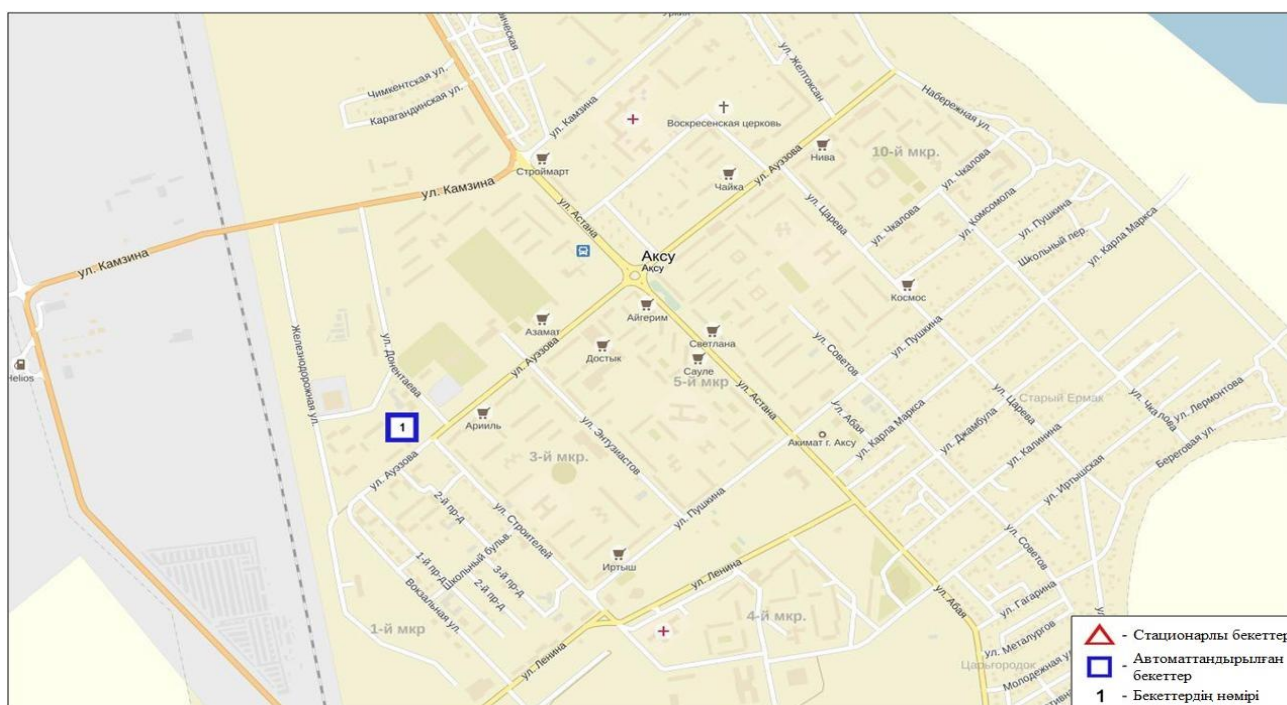 ул. Желтоксан
Чимкентская ул.
Карагандинская ул.
ул. Камзина
Набережная ул.
Воскресенская церковь
Нива
10-й мкр.
ул. Чкалова
Строймарт
Чайка
ул. Ауэзова
ул. Камзина
ул. Астана
ул. Царева
ул. Чкалова
ул. Комсомола
ул. Пушкина
Школьный пер.
ул. Карла Маркса
ул. Камзина
Аксу
Ақсу
Космос
Железнодорожная ул.
ул. Донентаева
Азамат
Айгерим
Светлана
Достык
Сауле
ул. Ауэзова
5-й мкр
ул. Астана
ул. Советов
ул. Пушкина
Helios
1
Арииль
ул. Абая
ул. Карла Маркса
ул. Джамбула
ул. Царева
Старый Ермак
ул. Чкалова
ул. Лермонтова
Береговая ул.
Акимат г. Аксу
ул. Калинина
ул. Иртышская
ул. Ауэзова
3-й мкр.
ул. Энтузиастов
ул. Пушкина
2-й пр-д
ул. Строителей
Школьный бульв.
1-й пр-д
2-й пр-д
3-й пр-д
Вокзальная ул.
Иртыш
ул. Ленина
ул. Советов
ул. Абая
ул. Гагарина
1-й мкр
4-й мкр.
ул. Ленина
ул. Металургов
Царьгородок
Молодежная ул.
- Стационарлы бекеттер
- Автоматтандырылған
бекеттер
1 - Бекеттердің нөмірі